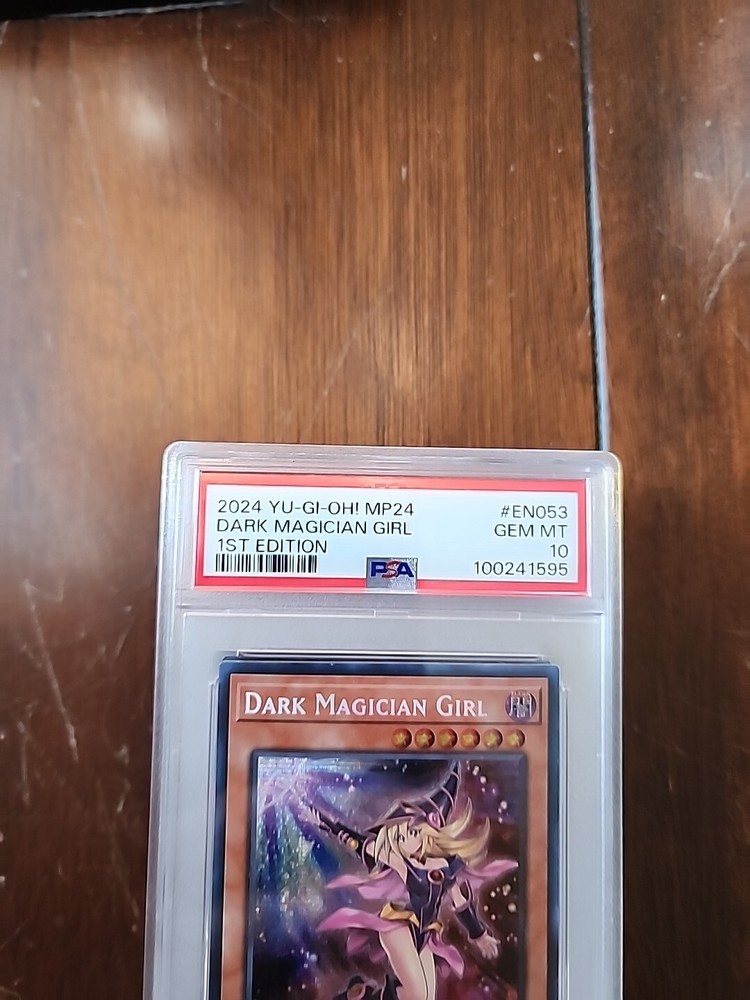 2024 YU-GI-OH! MP24 #EN053
DARK MAGICIAN GIRL GEM MT
1ST EDITION 10
PSA 100241595
DARK MAGICIAN GIRL